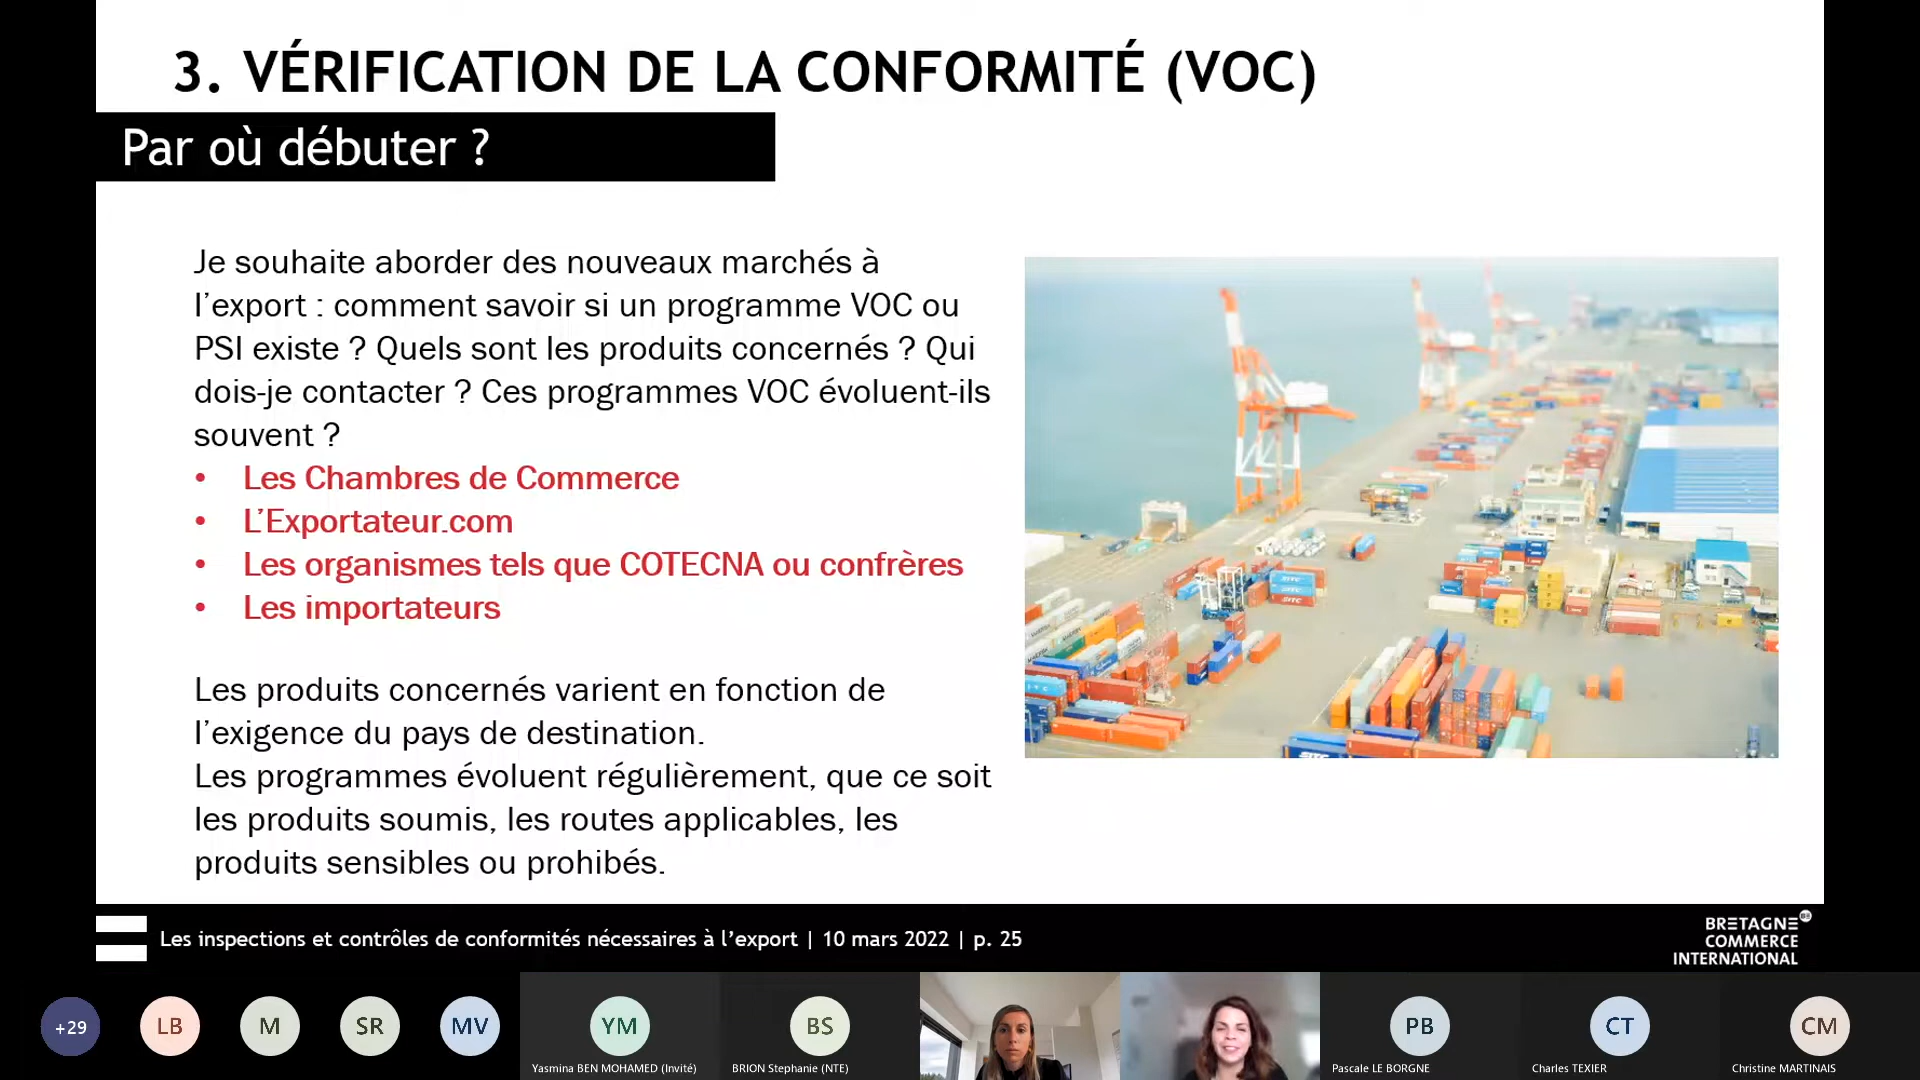 3. VÉRIFICATION DE LA CONFORMITÉ (VOC)
Par où débuter ?
Je souhaite aborder des nouveaux marchés à
l’export : comment savoir si un programme VOC ou
PSI existe ? Quels sont les produits concernés ? Qui
dois-je contacter ? Ces programmes VOC évoluent-ils
souvent ?
• Les Chambres de Commerce
• L’Exportateur.com
• Les organismes tels que COTECNA ou confrères
• Les importateurs
Les produits concernés varient en fonction de
l’exigence du pays de destination.
Les programmes évoluent régulièrement, que ce soit
les produits soumis, les routes applicables, les
produits sensibles ou prohibés.
Les inspections et contrôles de conformités nécessaires à l’export | 10 mars 2022 | p. 25
BRETAGNE
COMMERCE
INTERNATIONAL
+29
LB
M
SR
MV
YM
BS
PB
CT
CM
Yasmina BEN MOHAMED (Invité)
BRION Stephanie (NTE)
Pascale LE BORGNE
Charles TEXIER
Christine MARTINAIS